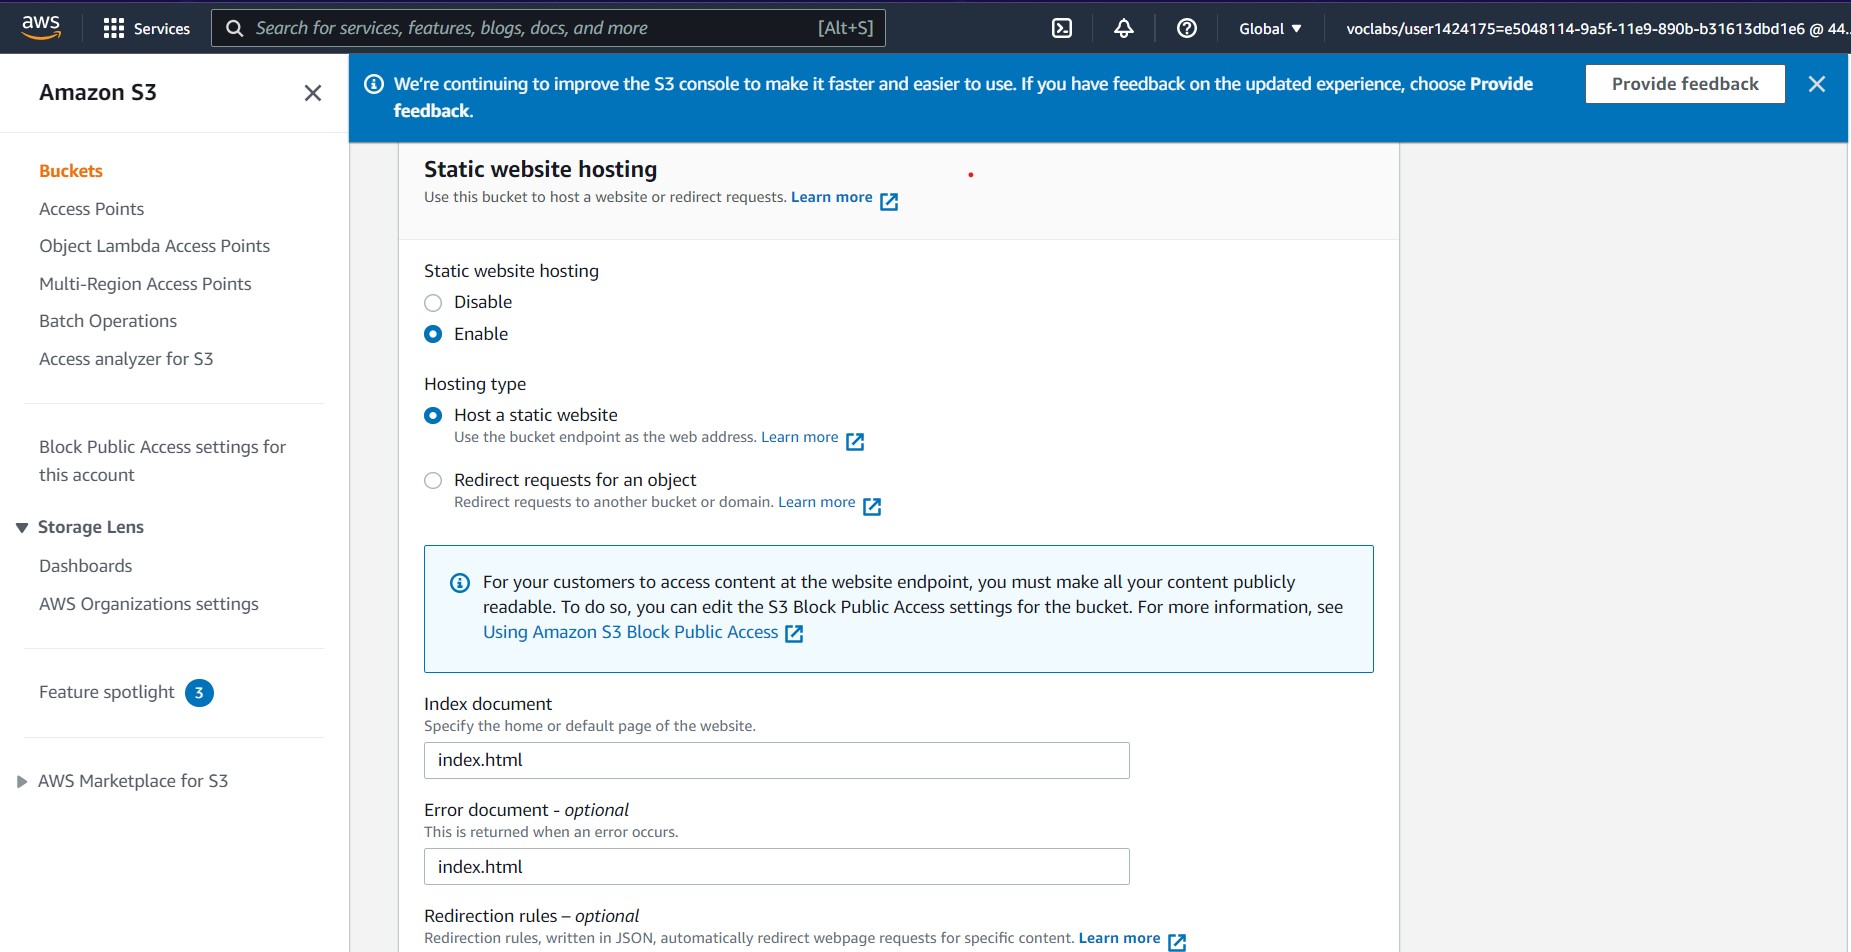 aws
Services
Search for services, features, blogs, docs, and more
[Alt+S]
Global
voclabs/user1424175=e5048114-9a5f-11e9-890b-b31613dbd1e6 @ 44..
Amazon S3
Buckets
Access Points
Object Lambda Access Points
Multi-Region Access Points
Batch Operations
Access analyzer for S3
Block Public Access settings for
this account
Storage Lens
Dashboards
AWS Organizations settings
Feature spotlight 3
AWS Marketplace for S3
We're continuing to improve the S3 console to make it faster and easier to use. If you have feedback on the updated experience, choose Provide
feedback.
Provide feedback
Static website hosting
Use this bucket to host a website or redirect requests. Learn more
Static website hosting
Disable
Enable
Hosting type
Host a static website
Use the bucket endpoint as the web address. Learn more
Redirect requests for an object
Redirect requests to another bucket or domain. Learn more
For your customers to access content at the website endpoint, you must make all your content publicly
readable. To do so, you can edit the S3 Block Public Access settings for the bucket. For more information, see
Using Amazon S3 Block Public Access
Index document
Specify the home or default page of the website.
index.html
Error document - optional
This is returned when an error occurs.
index.html
Redirection rules – optional
Redirection rules, written in JSON, automatically redirect webpage requests for specific content. Learn more